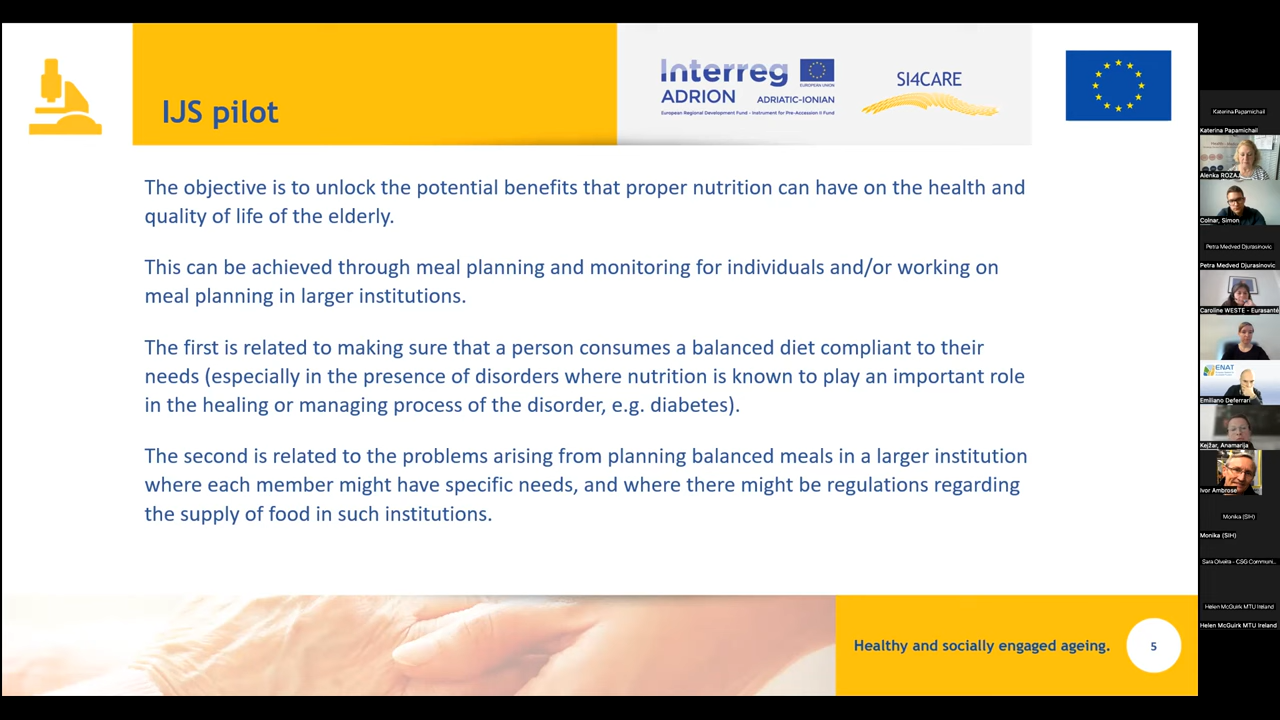 IJS pilot
Interreg
EUROPEAN UNION
ADRION ADRIATIC-IONIAN
European Regional Development Fund - Instrument for Pre-Accession II Fund
SI4CARE
The objective is to unlock the potential benefits that proper nutrition can have on the health and
quality of life of the elderly.
This can be achieved through meal planning and monitoring for individuals and/or working on
meal planning in larger institutions.
The first is related to making sure that a person consumes a balanced diet compliant to their
needs (especially in the presence of disorders where nutrition is known to play an important role
in the healing or managing process of the disorder, e.g. diabetes).
The second is related to the problems arising from planning balanced meals in a larger institution
where each member might have specific needs, and where there might be regulations regarding
the supply of food in such institutions.
Healthy and socially engaged ageing.
5
Katerina Papamichail
Katerina Papamichail
Alenka ROZAJ
Colnar, Simon
Petra Medved Djurasinovic
Petra Medved Djurasinovic
Caroline WESTE - Eurasanté
ENAT
Emiliano Deferrari
Kejžar, Anamarija
Ivor Ambrose
Monika (SIH)
Monika (SIH)
Sara Oliveira - CSG Communi...
Helen McGuirk MTU Ireland
Helen McGuirk MTU Ireland